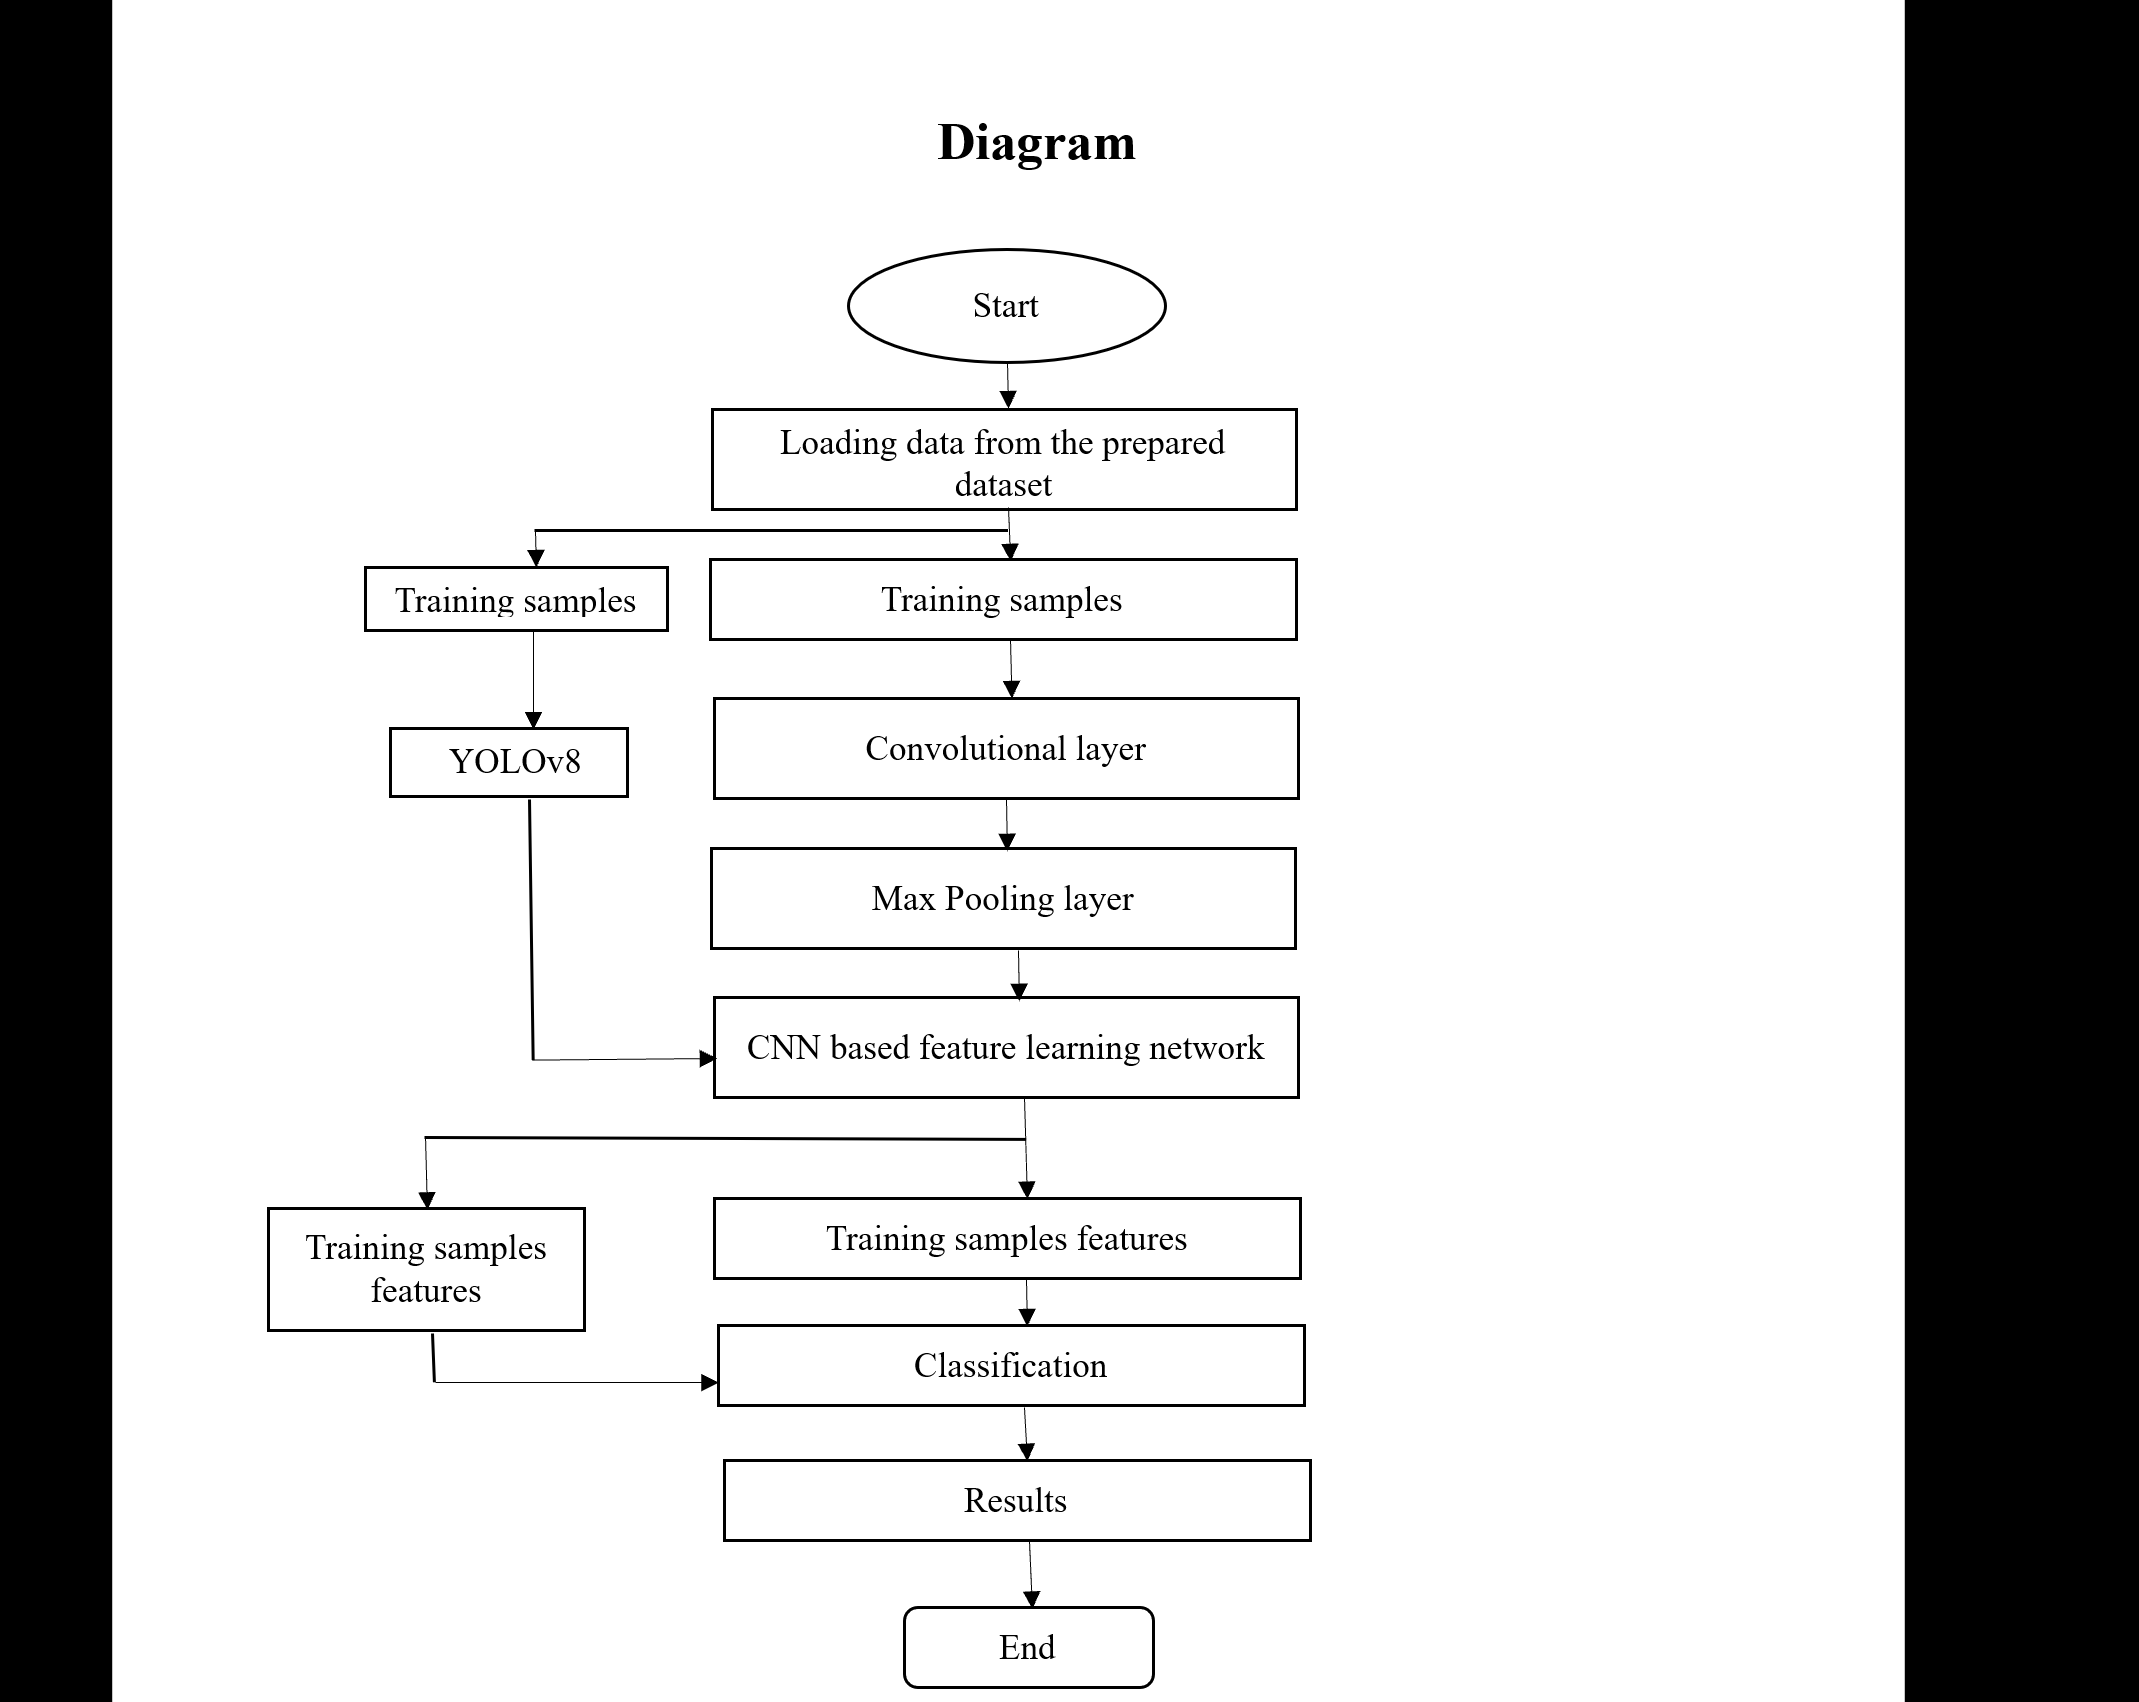 Diagram
Start
Loading data from the prepared
dataset
Training samples
Training samples
YOLOv8
Convolutional layer
Max Pooling layer
CNN based feature learning network
Training samples
features
Training samples features
Classification
Results
End